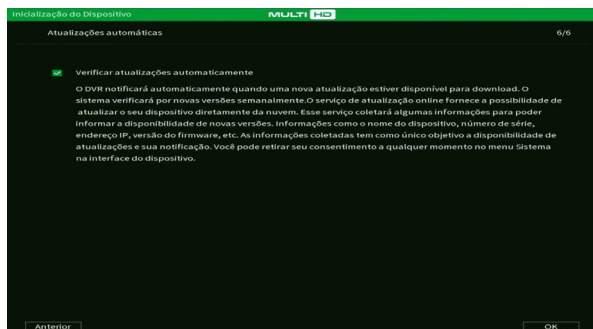 Inicialização do Dispositivo MULTI HD
Atualizações automáticas 6/6
Verificar atualizações automaticamente
O DVR notificará automaticamente quando uma nova atualização estiver disponível para download. O
sistema verificará por novas versões semanalmente.O serviço de atualização online fornece a possibilidade de
atualizar o seu dispositivo diretamente da nuvem. Esse serviço coletará algumas informações para poder
informar a disponibilidade de novas versões. Informações como o nome do dispositivo, número de série,
endereço IP, versão do firmware, etc. As informações coletadas tem como único objetivo a disponibilidade de
atualizações e sua notificação. Você pode retirar seu consentimento a qualquer momento no menu Sistema
na interface do dispositivo.
Anterior OK